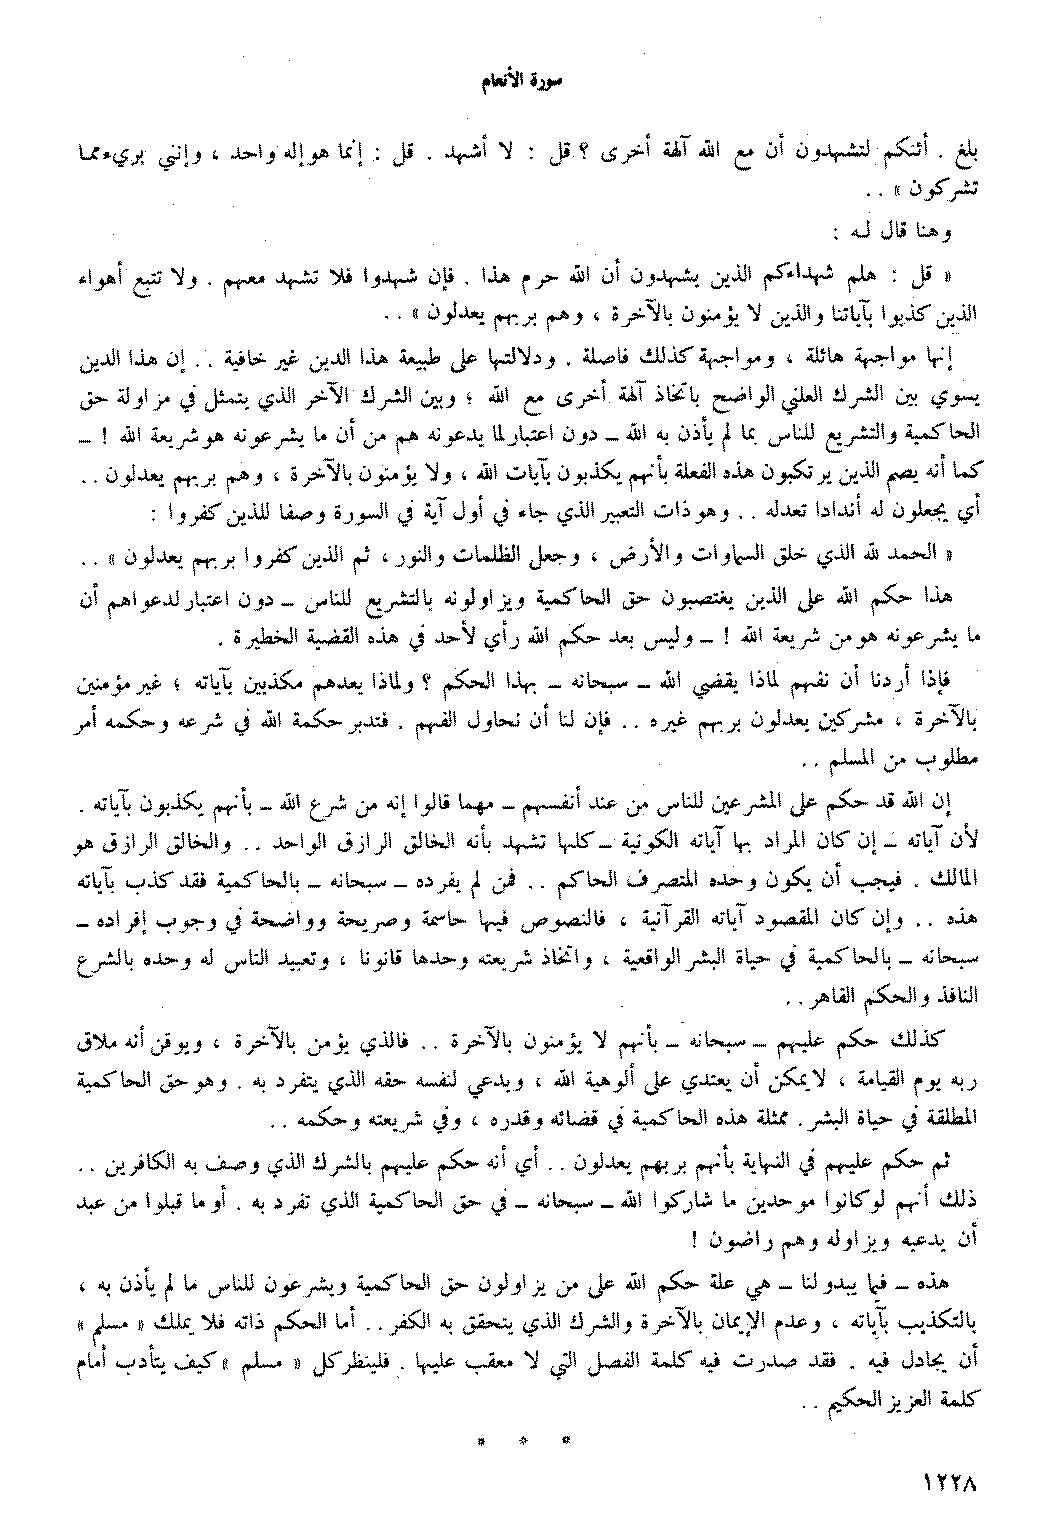 سورة الأنعام
بلغ . أئنكم لتشهدون أن مع الله آلهة أخرى ؟ قل : لا أشهد . قل : إنما هو إله واحد ، وإنني بريء مما
تشركون » ..
وهنا قال له :
« قل : هلم شهداءكم الذين يشهدون أن الله حرم هذا . فإن شهدوا فلا تشهد معهم . ولا تتبع أهواء
الذين كذبوا بآياتنا والذين لا يؤمنون بالآخرة ، وهم بربهم يعدلون » ..
إنها مواجهة هائلة ، ومواجهة كذلك فاصلة . ودلالتها على طبيعة هذا الدين غير خافية .. إن هذا الدين
يسوي بين الشرك العلني الواضح باتخاذ آلهة أخرى مع الله ؛ وبين الشرك الآخر الذي يتمثل في مزاولة حق
الحاكمية والتشريع للناس بما لم يأذن به الله – دون اعتبار لما يدعونه هم من أن ما يشرعونه هو شريعة الله ! –
كما أنه يصم الذين يرتكبون هذه الفعلة بأنهم يكذبون بآيات الله ، ولا يؤمنون بالآخرة ، وهم بربهم يعدلون ..
أي يجعلون له أندادا تعدله .. وهو ذات التعبير الذي جاء في أول آية في السورة وصفا للذين كفروا :
« الحمد لله الذي خلق السماوات والأرض ، وجعل الظلمات والنور ، ثم الذين كفروا بربهم يعدلون » ..
هذا حكم الله على الذين يغتصبون حق الحاكمية ويزاولونه بالتشريع للناس – دون اعتبار لدعواهم أن
ما يشرعونه هو من شريعة الله ! – وليس بعد حكم الله رأي لأحد في هذه القضية الخطيرة .
فإذا أردنا أن نفهم لماذا يقضي الله – سبحانه – بهذا الحكم ؟ ولماذا يعدهم مكذبين بآياته ؛ غير مؤمنين
بالآخرة ، مشركين يعدلون بربهم غيره .. فإن لنا أن نحاول الفهم . فتدبر حكمة الله في شرعه وحكمه أمر
مطلوب من المسلم ..
إن الله قد حكم على المشرعين للناس من عند أنفسهم – مهما قالوا إنه من شرع الله – بأنهم يكذبون بآياته .
لأن آياته – إن كان المراد بها آياته الكونية – كلها تشهد بأنه الخالق الرازق الواحد .. والخالق الرازق هو
المالك . فيجب أن يكون وحده المتصرف الحاكم .. فمن لم يفرده – سبحانه – بالحاكمية فقد كذب بآياته
هذه .. وإن كان المقصود آياته القرآنية ، فالنصوص فيها حاسمة وصريحة وواضحة في وجوب إفراده –
سبحانه – بالحاكمية في حياة البشر الواقعية ، واتخاذ شريعته وحدها قانونا ، وتعبيد الناس له وحده بالشرع
النافذ والحكم القاهر ..
كذلك حكم عليهم – سبحانه – بأنهم لا يؤمنون بالآخرة .. فالذي يؤمن بالآخرة ، ويوقن أنه ملاق
ربه يوم القيامة ، لا يمكن أن يعتدي على ألوهية الله ، ويدعي لنفسه حقه الذي يتفرد به . وهو حق الحاكمية
المطلقة في حياة البشر . ممثلة هذه الحاكمية في قضائه وقدره ، وفي شريعته وحكمه ..
ثم حكم عليهم في النهاية بأنهم بربهم يعدلون .. أي أنه حكم عليهم بالشرك الذي وصف به الكافرين ..
ذلك أنهم لو كانوا موحدين ما شاركوا الله – سبحانه – في حق الحاكمية الذي تفرد به . أو ما قبلوا من عبد
أن يدعيه ويزاوله وهم راضون !
هذه – فيما يبدو لنا – هي علة حكم الله على من يزاولون حق الحاكمية ويشرعون للناس ما لم يأذن به ،
بالتكذيب بآياته ، وعدم الإيمان بالآخرة والشرك الذي يتحقق به الكفر .. أما الحكم ذاته فلا يملك « مسلم »
أن يجادل فيه . فقد صدرت فيه كلمة الفصل التي لا معقب عليها . فلينظر كل « مسلم » كيف يتأدب أمام
كلمة العزيز الحكيم ..
* * *
١٢٢٨